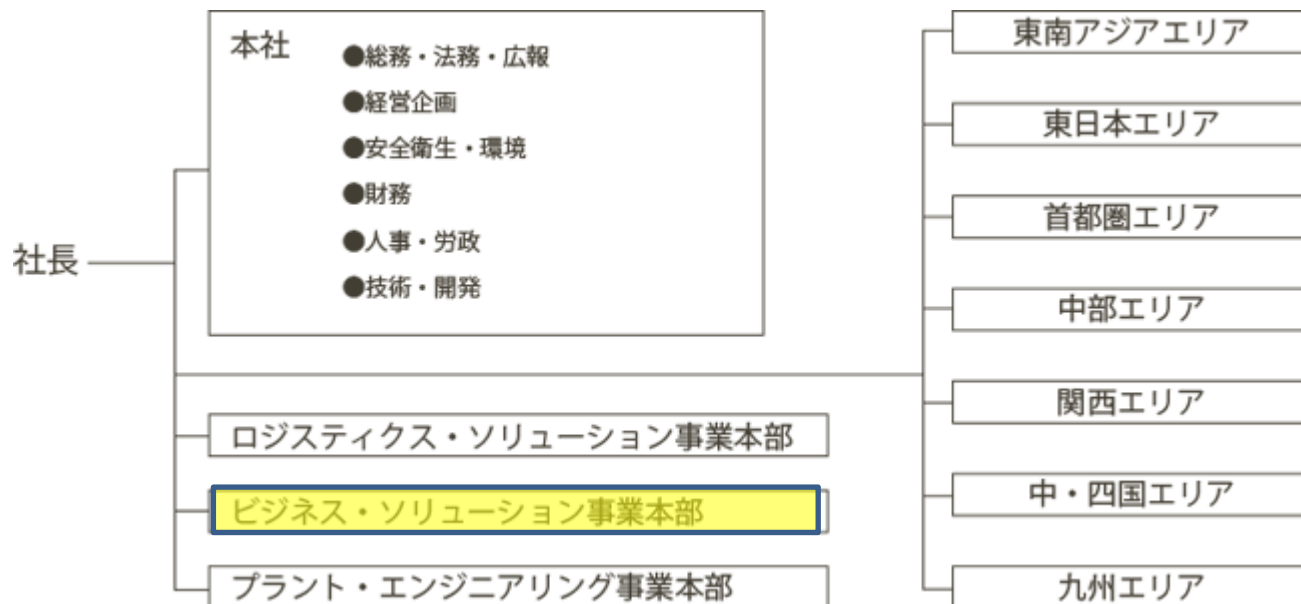 社長
本社
●総務・法務・広報
●経営企画
●安全衛生・環境
●財務
●人事・労政
●技術・開発
ロジスティクス・ソリューション事業本部
ビジネス・ソリューション事業本部
プラント・エンジニアリング事業本部
東南アジアエリア
東日本エリア
首都圏エリア
中部エリア
関西エリア
中・四国エリア
九州エリア